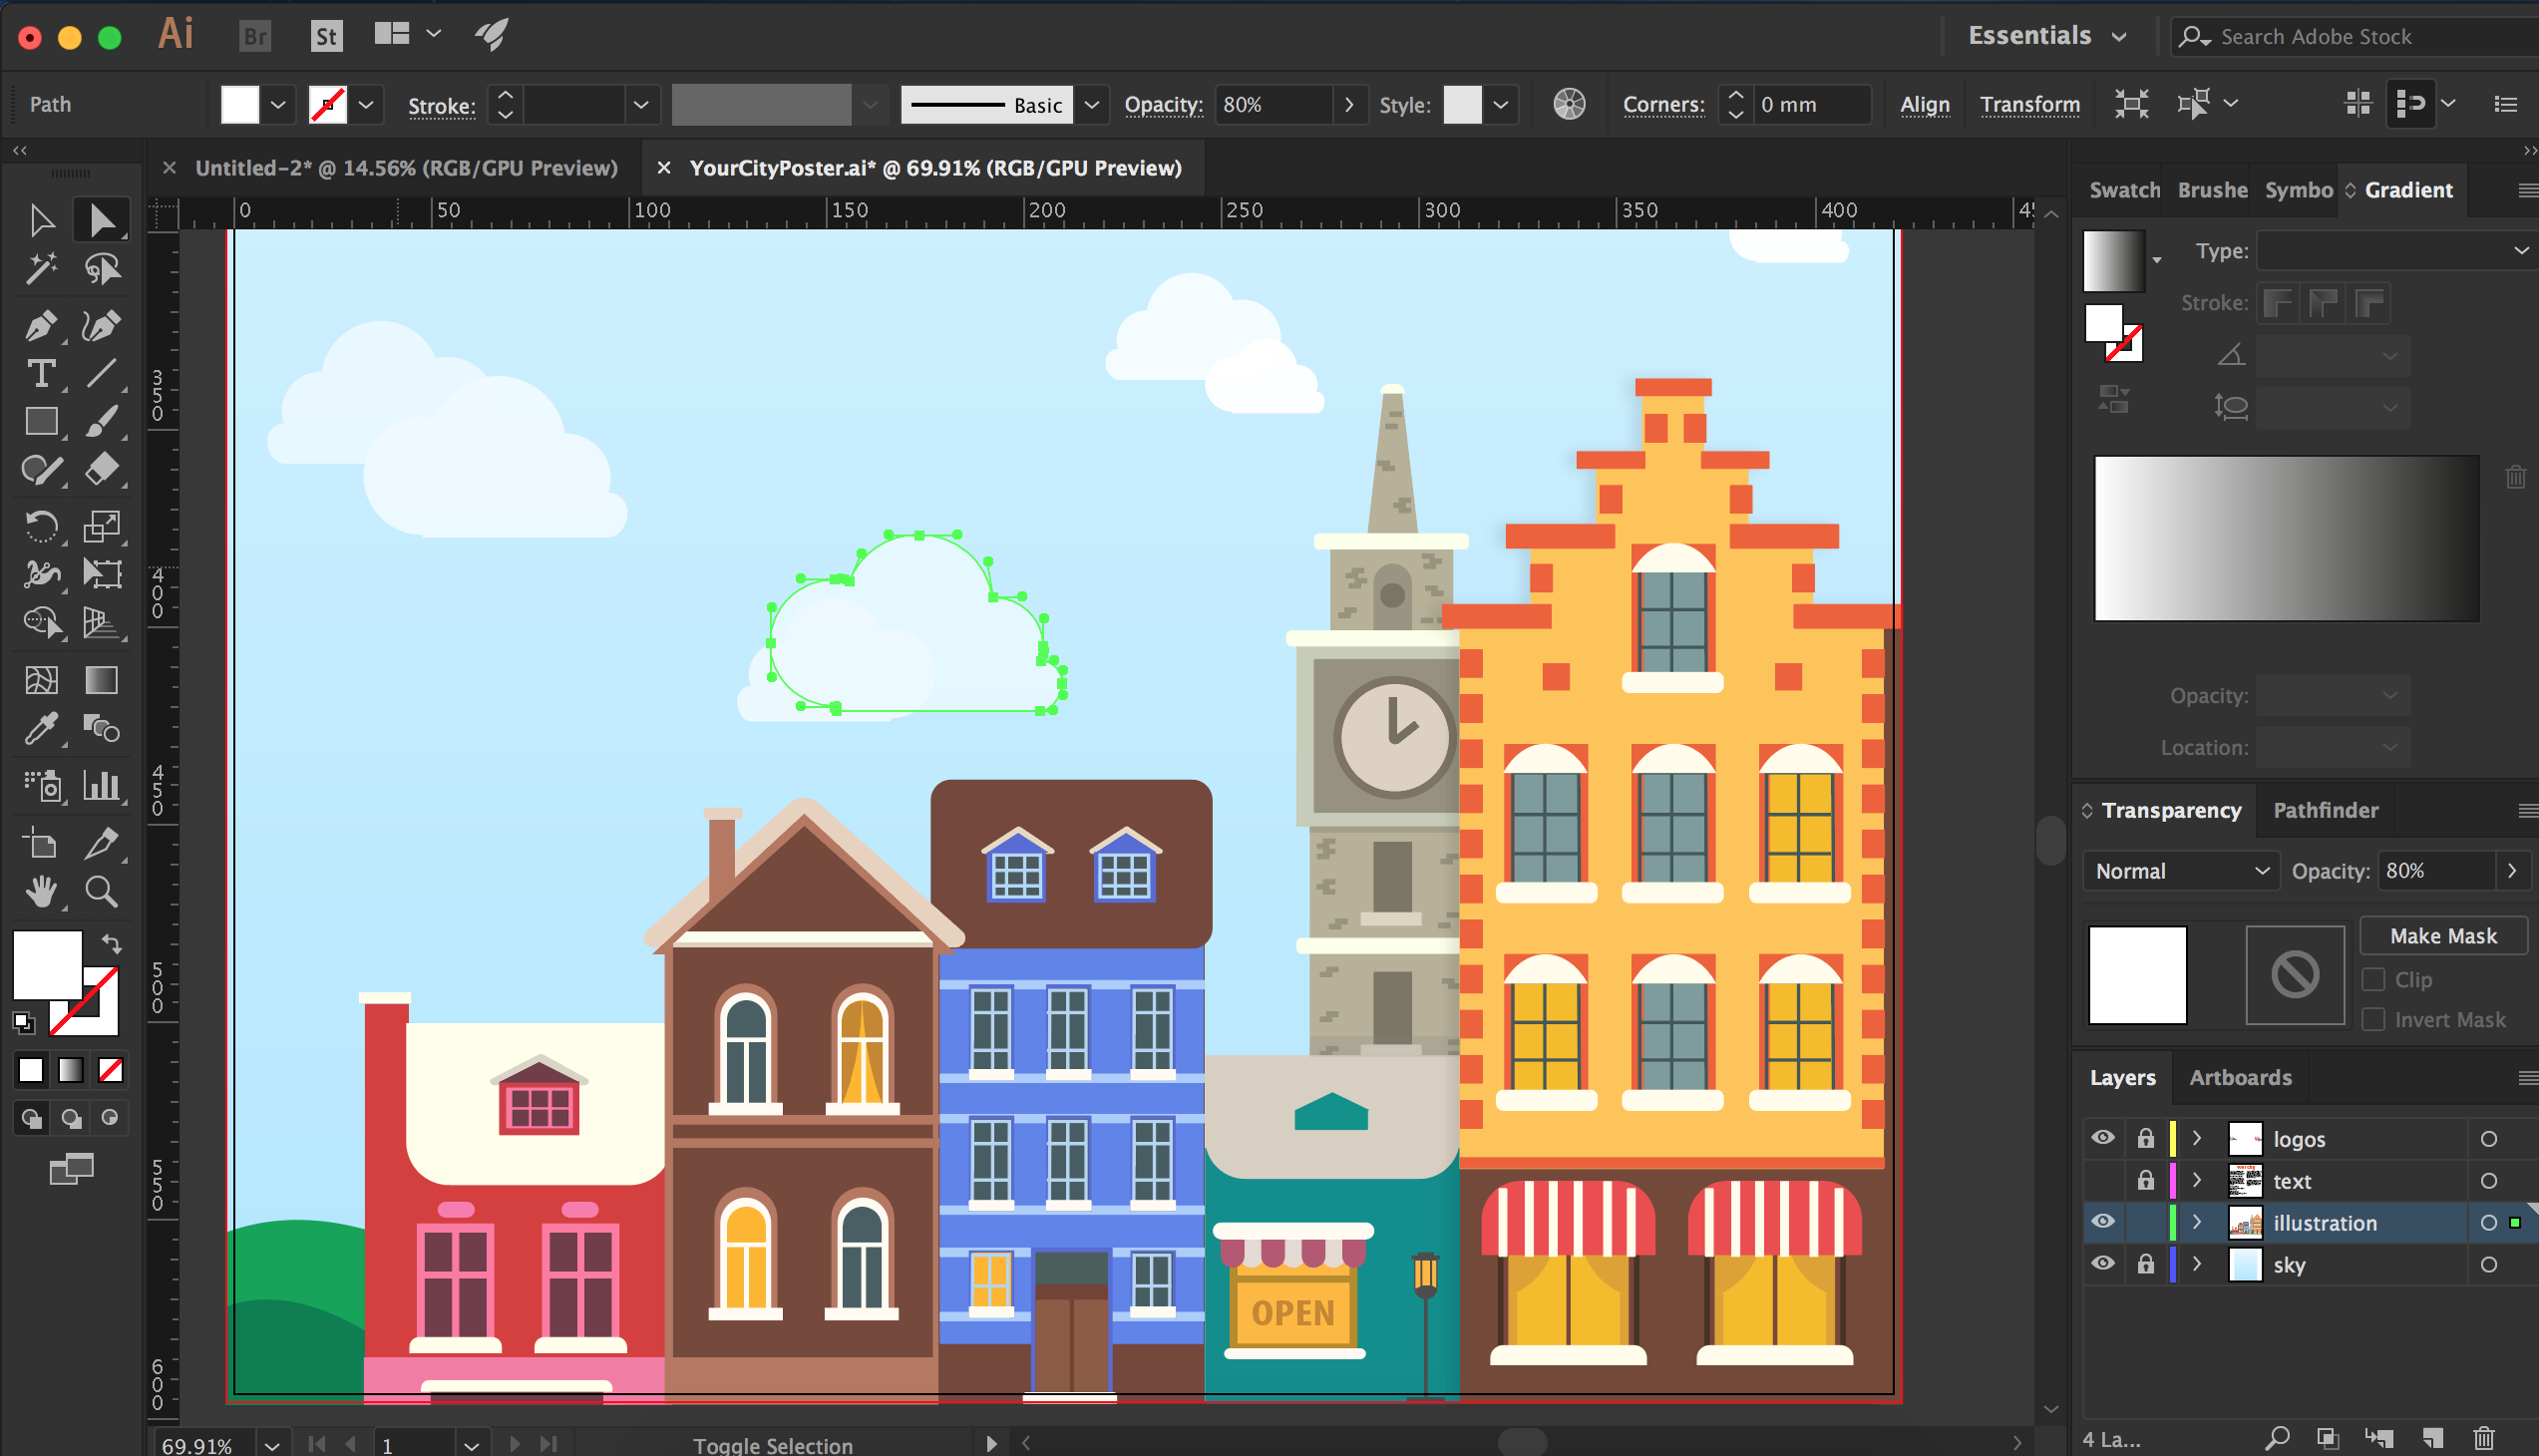 Ai
Br
St
Essentials
Search Adobe Stock
Path
Stroke:
Basic
Opacity:
80%
Style:
Corners:
0 mm
Align
Transform
Untitled-2* @ 14.56% (RGB/GPU Preview)
YourCityPoster.ai* @ 69.91% (RGB/GPU Preview)
0
50
100
150
200
250
300
350
400
Swatch
Brushe
Symbo
Gradient
Type:
Stroke:
350
400
450
500
550
600
Opacity:
Location:
Transparency
Pathfinder
Normal
Opacity:
80%
Make Mask
Clip
Invert Mask
Layers
Artboards
logos
text
illustration
sky
OPEN
69.91%
1
Toggle Selection
4 La...